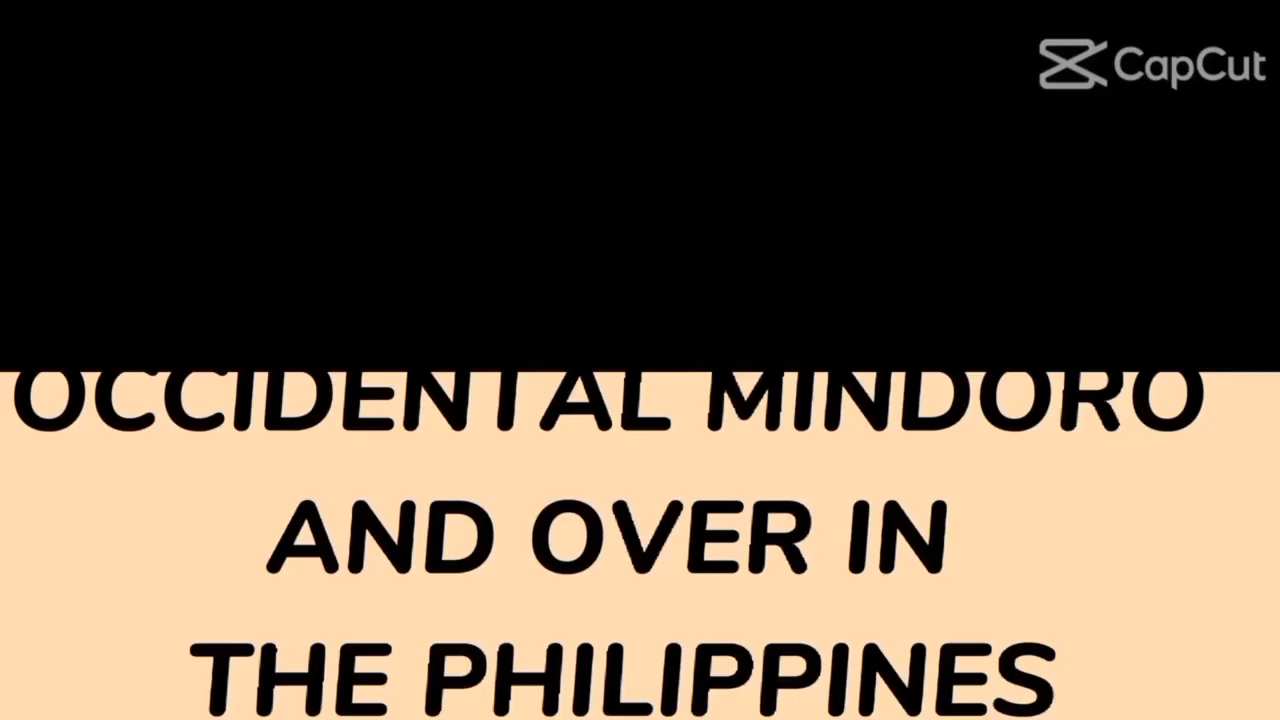 CapCut
OCCIDENTAL MINDORO
AND OVER IN
THE PHILIPPINES